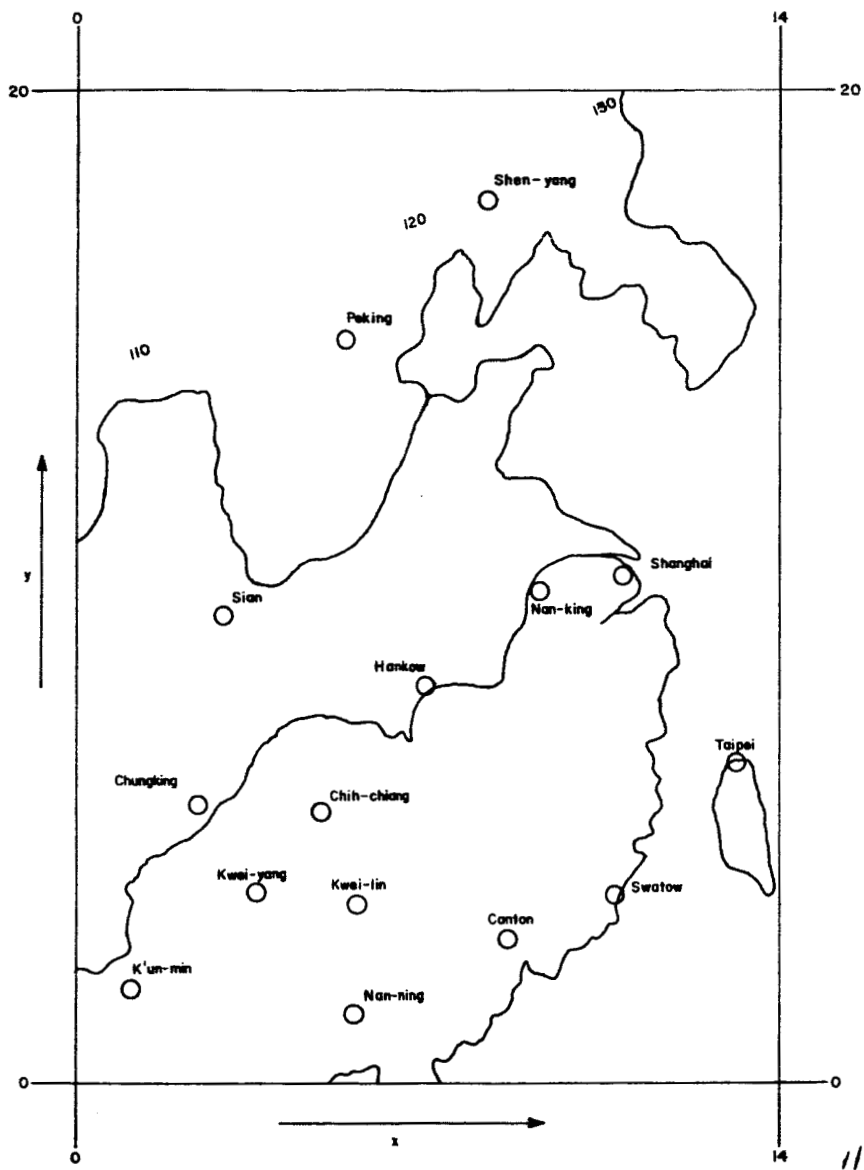 0 14
20 20
130
Shen-yang
120
Peking
110
y
Shanghai
Sian
Nan-king
Hankow
Taipei
Chungking
Chih-chiang
Kwei-yang
Kwei-lin
Swatow
Canton
K'un-min
Nan-ning
0 0
x
0 14
11